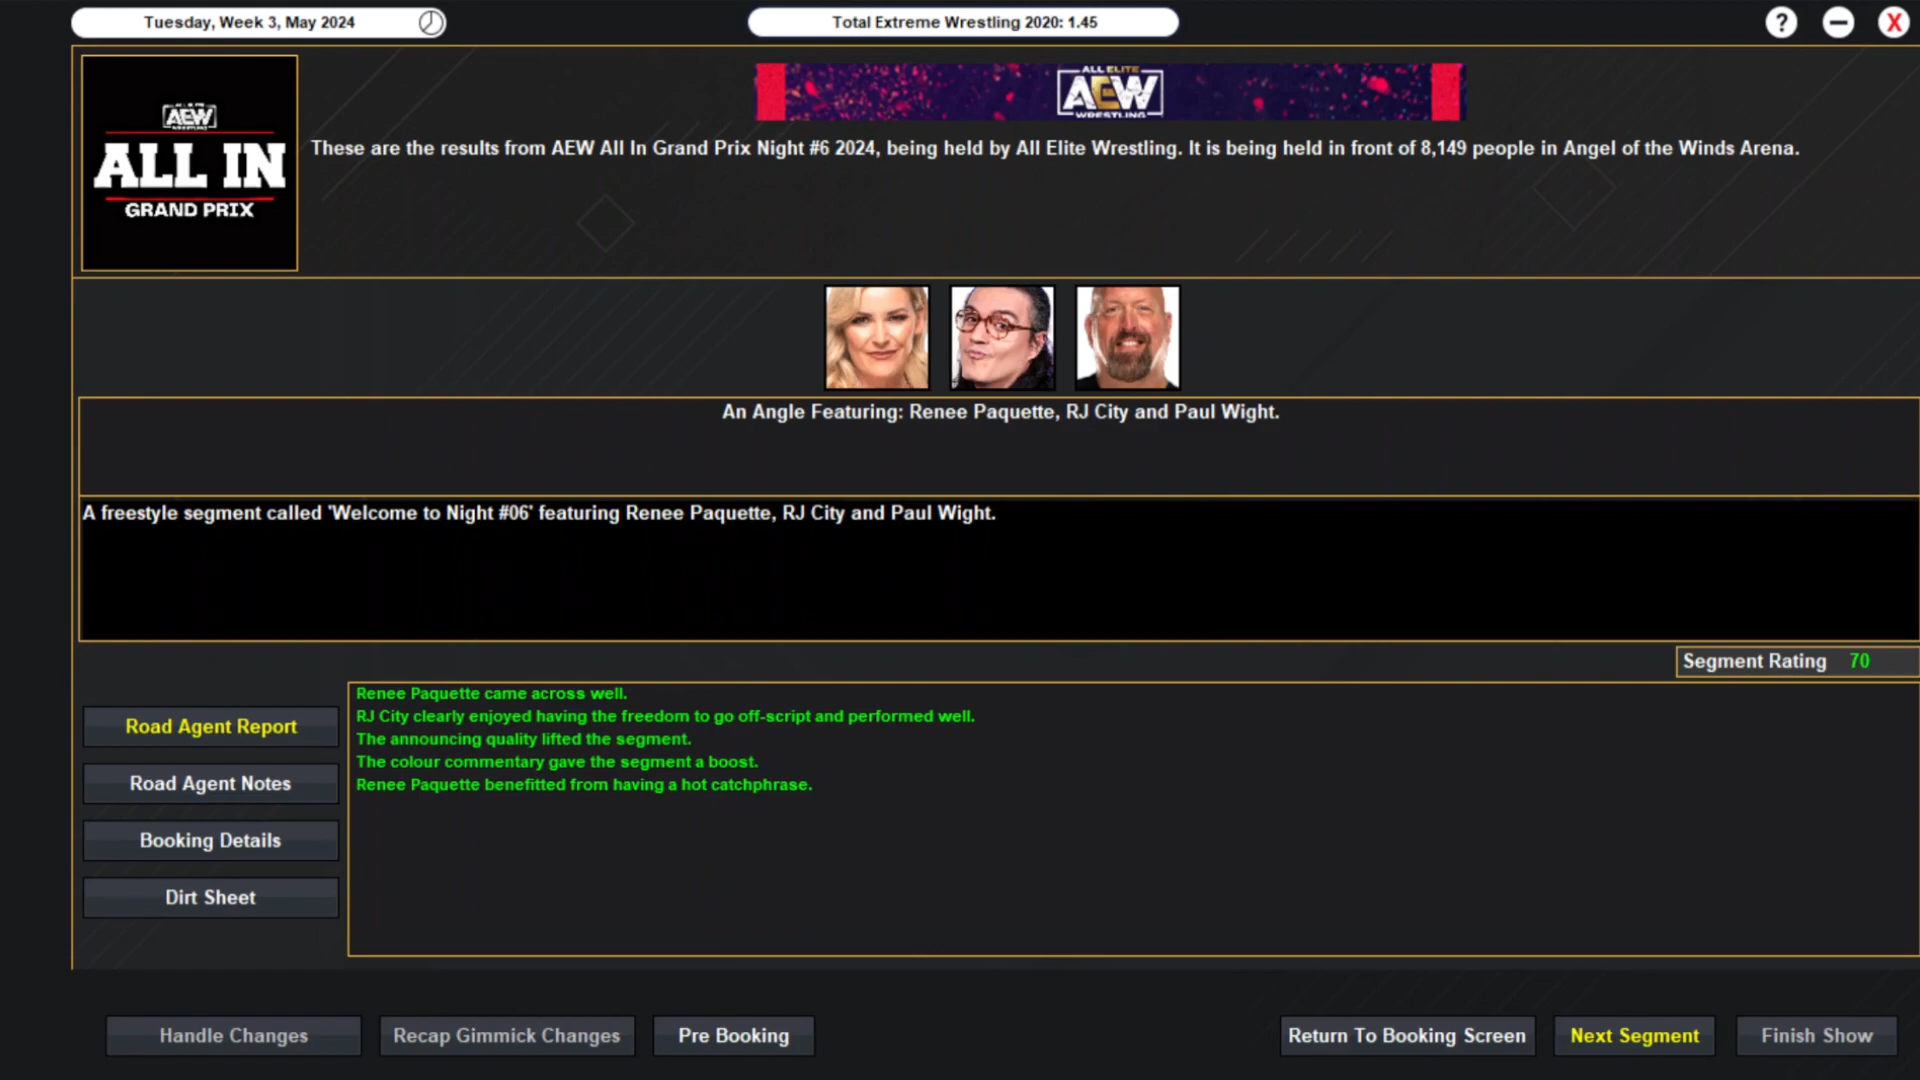 Tuesday, Week 3, May 2024
Total Extreme Wrestling 2020: 1.45
?
X
AEW
WRESTLING
ALL IN
GRAND PRIX
ALL ELITE
AEW
WRESTLING
These are the results from AEW All In Grand Prix Night #6 2024, being held by All Elite Wrestling. It is being held in front of 8,149 people in Angel of the Winds Arena.
An Angle Featuring: Renee Paquette, RJ City and Paul Wight.
A freestyle segment called 'Welcome to Night #06' featuring Renee Paquette, RJ City and Paul Wight.
Segment Rating 70
Road Agent Report
Road Agent Notes
Booking Details
Dirt Sheet
Renee Paquette came across well.
RJ City clearly enjoyed having the freedom to go off-script and performed well.
The announcing quality lifted the segment.
The colour commentary gave the segment a boost.
Renee Paquette benefitted from having a hot catchphrase.
Handle Changes
Recap Gimmick Changes
Pre Booking
Return To Booking Screen
Next Segment
Finish Show